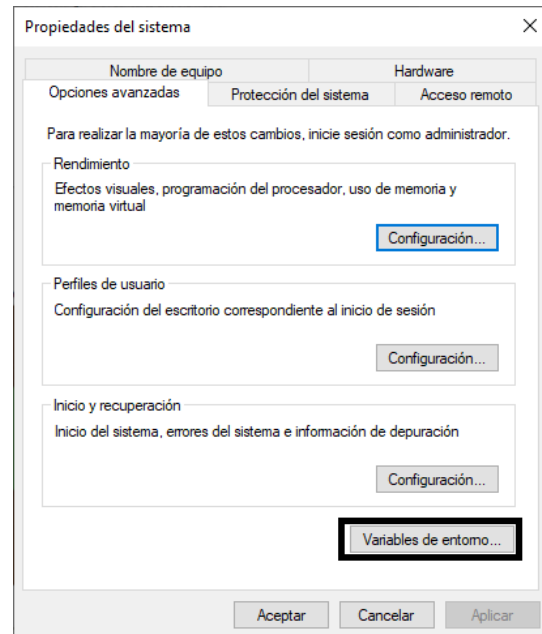 Propiedades del sistema
Nombre de equipo
Hardware
Opciones avanzadas
Protección del sistema
Acceso remoto
Para realizar la mayoría de estos cambios, inicie sesión como administrador.
Rendimiento
Efectos visuales, programación del procesador, uso de memoria y
memoria virtual
Configuración...
Perfiles de usuario
Configuración del escritorio correspondiente al inicio de sesión
Configuración...
Inicio y recuperación
Inicio del sistema, errores del sistema e información de depuración
Configuración...
Variables de entorno...
Aceptar
Cancelar
Aplicar